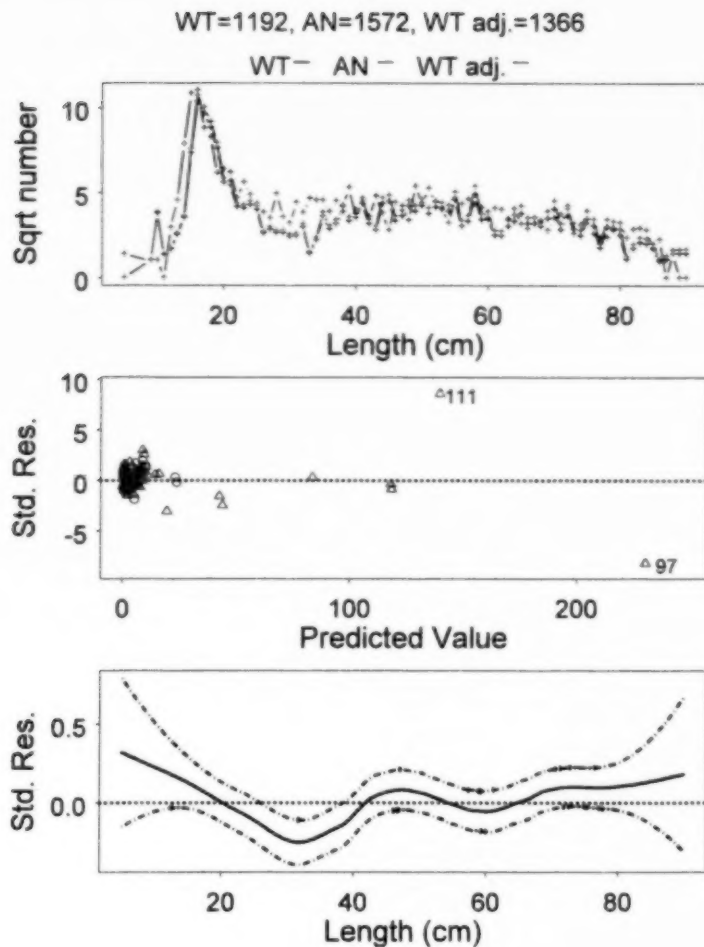 WT=1192, AN=1572, WT adj.=1366
WT AN WT adj.
10
5
0
Sqrt number
20 40 60 80
Length (cm)
10
5
0
-5
Std. Res.
111
97
0 100 200
Predicted Value
0.5
0.0
Std. Res.
20 40 60 80
Length (cm)